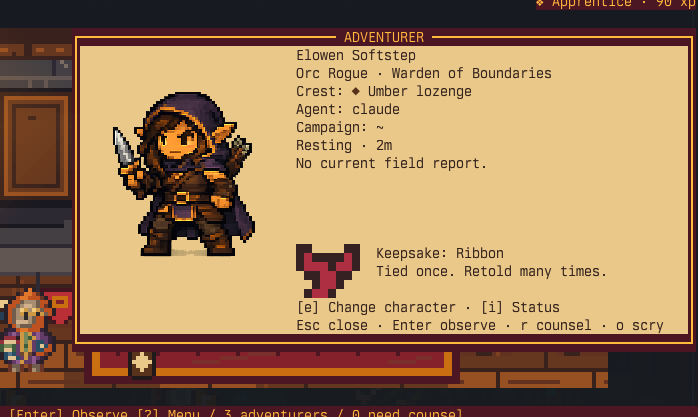 ❖ Apprentice · 90 xp
ADVENTURER
Elowen Softstep
Orc Rogue · Warden of Boundaries
Crest: ◆ Umber lozenge
Agent: claude
Campaign: ~
Resting · 2m
No current field report.
Keepsake: Ribbon
Tied once. Retold many times.
[e] Change character · [i] Status
Esc close · Enter observe · r counsel · o scry
[Enter] Observe [?] Menu / 3 adventurers / 0 need counsel